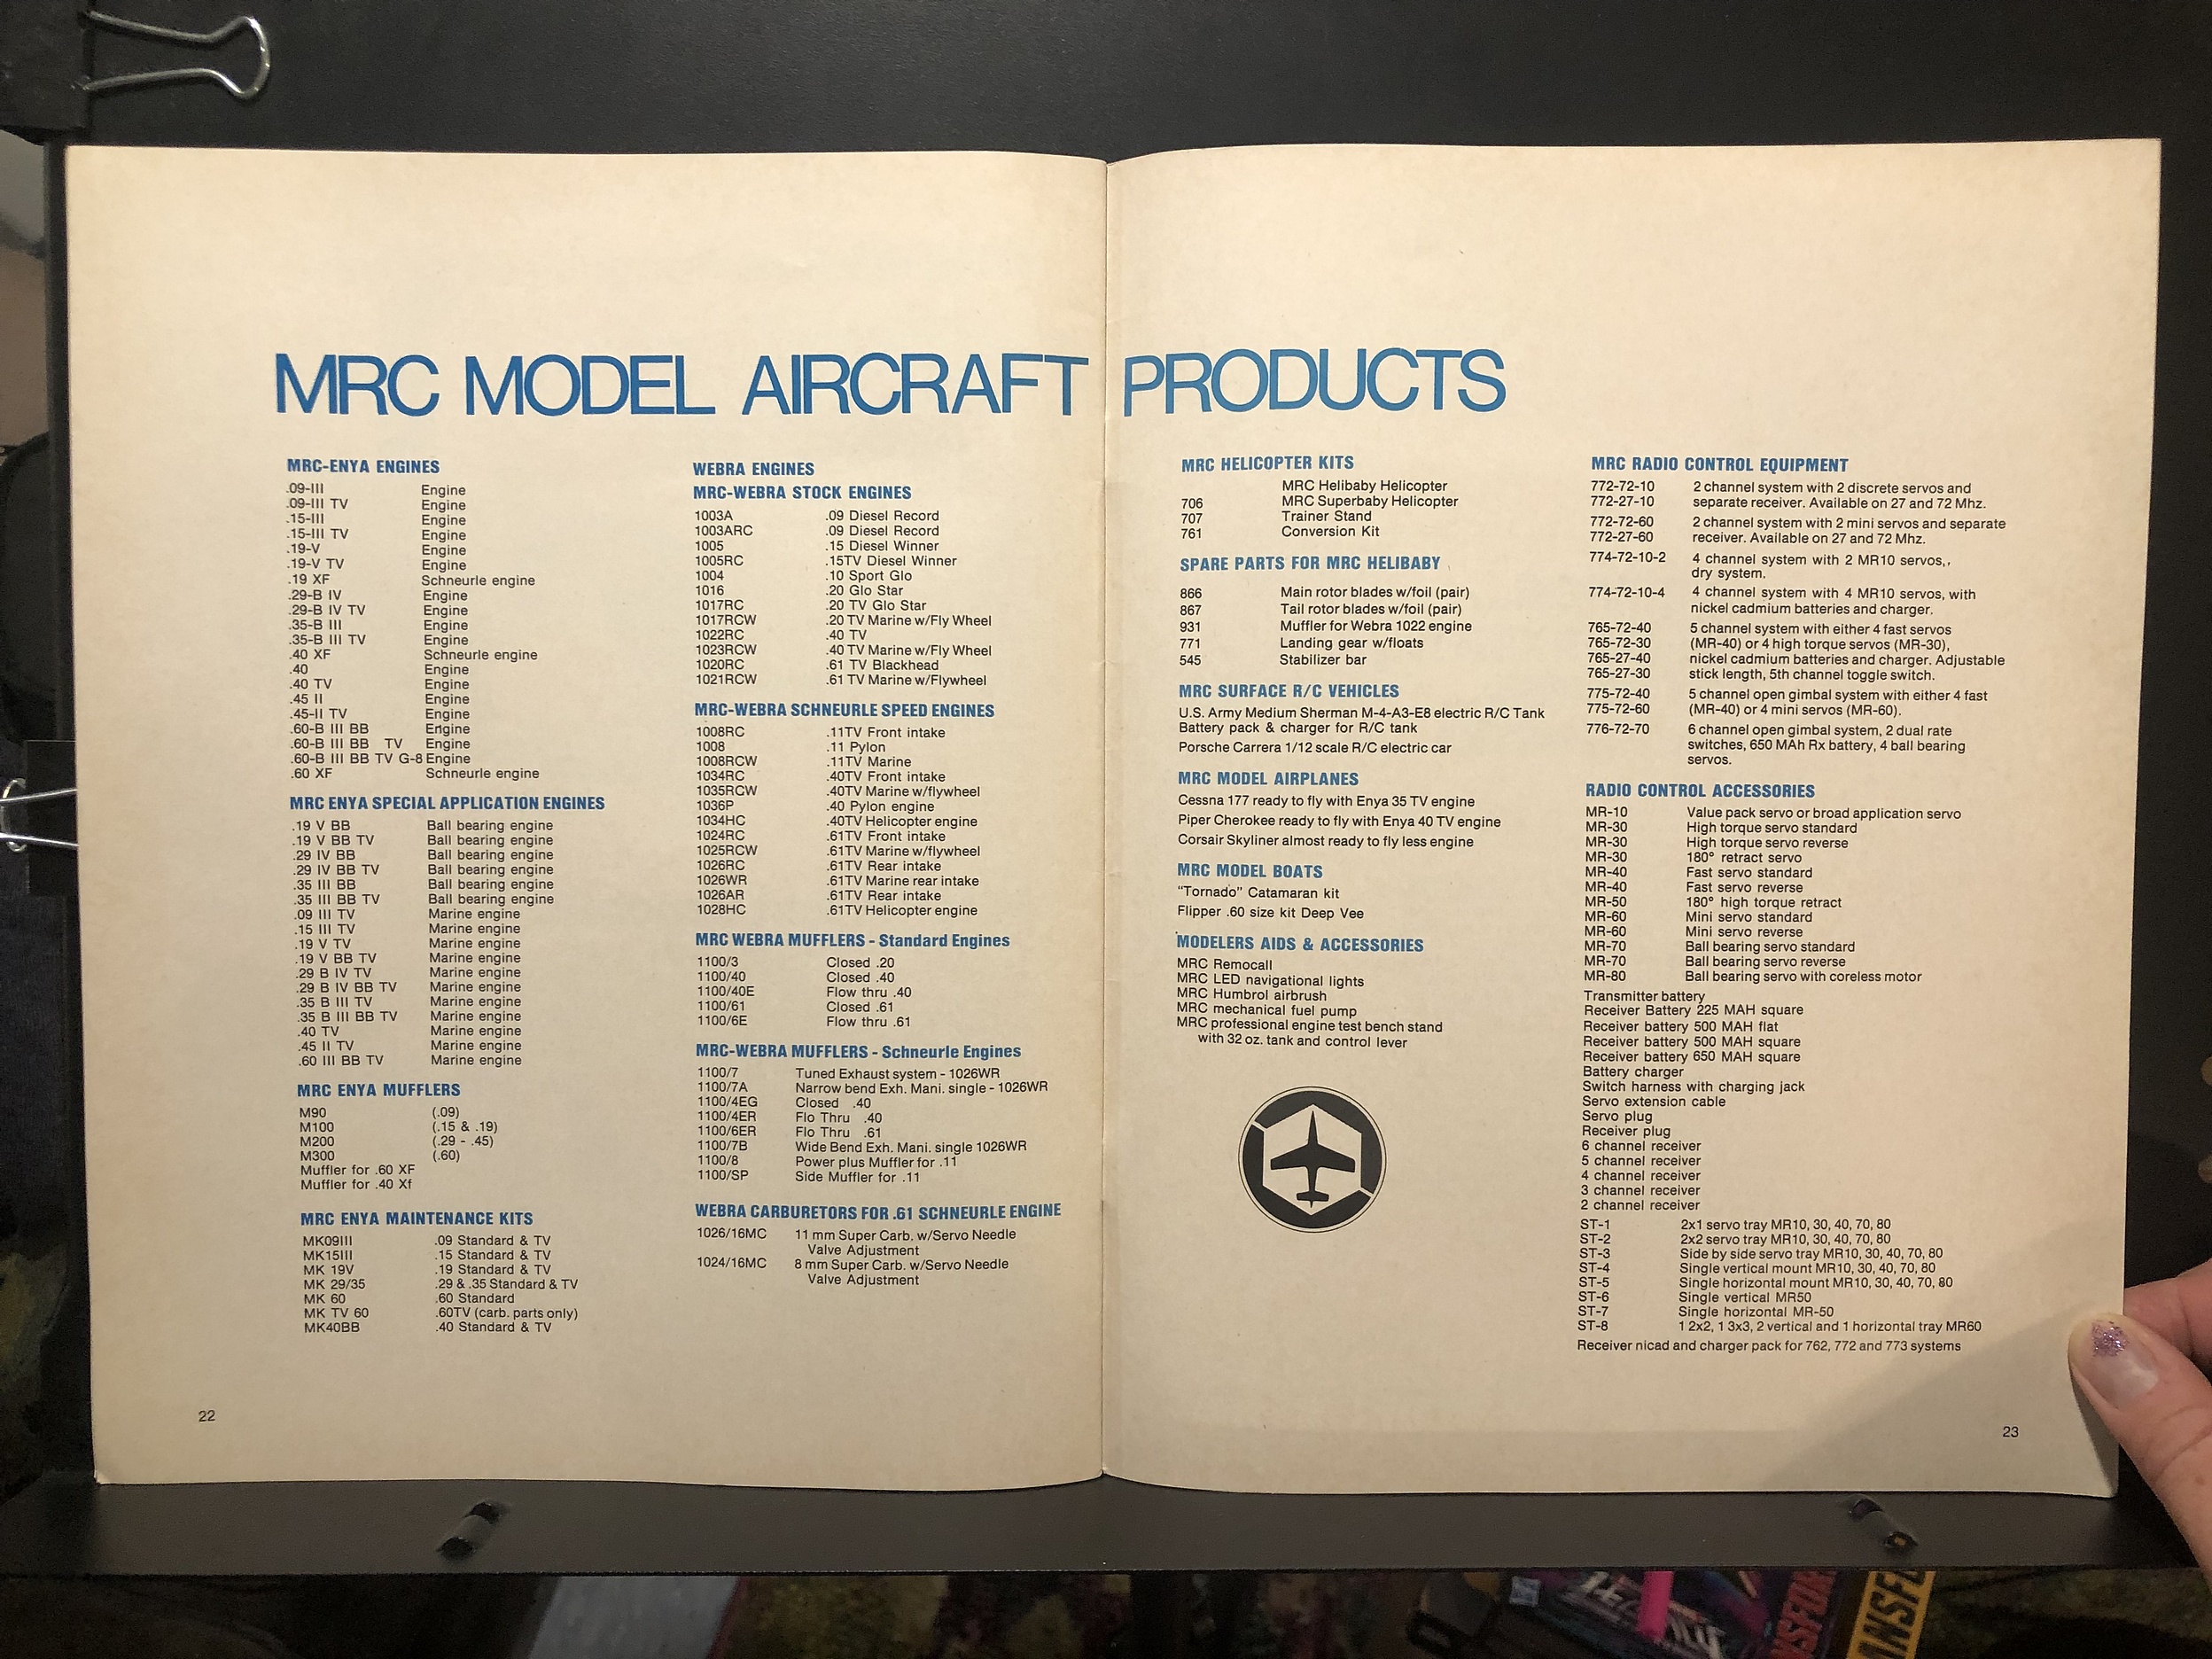 MRC MODEL AIRCRAFT PRODUCTS
MRC-ENYA ENGINES
.09-III Engine
.09-III TV Engine
.15-III Engine
.15-III TV Engine
.19-V Engine
.19-V TV Engine
.19 XF Schneurle engine
.29-B IV Engine
.29-B IV TV Engine
.35-B III Engine
.35-B III TV Engine
.40 XF Schneurle engine
.40 Engine
.40 TV Engine
.45 II Engine
.45-II TV Engine
.60-B III BB Engine
.60-B III BB TV Engine
.60-B III BB TV G-8 Engine
.60 XF Schneurle engine
MRC ENYA SPECIAL APPLICATION ENGINES
.19 V BB Ball bearing engine
.19 V BB TV Ball bearing engine
.29 IV BB Ball bearing engine
.29 IV BB TV Ball bearing engine
.35 III BB Ball bearing engine
.35 III BB TV Ball bearing engine
.09 III TV Marine engine
.15 III TV Marine engine
.19 V TV Marine engine
.19 V BB TV Marine engine
.29 B IV TV Marine engine
.29 B IV BB TV Marine engine
.35 B III TV Marine engine
.35 B III BB TV Marine engine
.40 TV Marine engine
.45 II TV Marine engine
.60 III BB TV Marine engine
MRC ENYA MUFFLERS
M90 (.09)
M100 (.15 & .19)
M200 (.29 - .45)
M300 (.60)
Muffler for .60 XF
Muffler for .40 Xf
MRC ENYA MAINTENANCE KITS
MK09III .09 Standard & TV
MK15III .15 Standard & TV
MK 19V .19 Standard & TV
MK 29/35 .29 & .35 Standard & TV
MK 60 .60 Standard
MK TV 60 .60TV (carb. parts only)
MK40BB .40 Standard & TV
22
WEBRA ENGINES
MRC-WEBRA STOCK ENGINES
1003A .09 Diesel Record
1003ARC .09 Diesel Record
1005 .15 Diesel Winner
1005RC .15TV Diesel Winner
1004 .10 Sport Glo
1016 .20 Glo Star
1017RC .20 TV Glo Star
1017RCW .20 TV Marine w/Fly Wheel
1022RC .40 TV
1023RCW .40 TV Marine w/Fly Wheel
1020RC .61 TV Blackhead
1021RCW .61 TV Marine w/Flywheel
MRC-WEBRA SCHNEURLE SPEED ENGINES
1008RC .11TV Front intake
1008 .11 Pylon
1008RCW .11TV Marine
1034RC .40TV Front intake
1035RCW .40TV Marine w/flywheel
1036P .40 Pylon engine
1034HC .40TV Helicopter engine
1024RC .61TV Front intake
1025RCW .61TV Marine w/flywheel
1026RC .61TV Rear intake
1026WR .61TV Marine rear intake
1026AR .61TV Rear intake
1028HC .61TV Helicopter engine
MRC WEBRA MUFFLERS - Standard Engines
1100/3 Closed .20
1100/40 Closed .40
1100/40E Flow thru .40
1100/61 Closed .61
1100/6E Flow thru .61
MRC-WEBRA MUFFLERS - Schneurle Engines
1100/7 Tuned Exhaust system - 1026WR
1100/7A Narrow bend Exh. Mani. single - 1026WR
1100/4EG Closed .40
1100/4ER Flo Thru .40
1100/6ER Flo Thru .61
1100/7B Wide Bend Exh. Mani. single 1026WR
1100/8 Power plus Muffler for .11
1100/SP Side Muffler for .11
WEBRA CARBURETORS FOR .61 SCHNEURLE ENGINE
1026/16MC 11 mm Super Carb. w/Servo Needle
Valve Adjustment
1024/16MC 8 mm Super Carb. w/Servo Needle
Valve Adjustment
MRC HELICOPTER KITS
MRC Helibaby Helicopter
706 MRC Superbaby Helicopter
707 Trainer Stand
761 Conversion Kit
SPARE PARTS FOR MRC HELIBABY
866 Main rotor blades w/foil (pair)
867 Tail rotor blades w/foil (pair)
931 Muffler for Webra 1022 engine
771 Landing gear w/floats
545 Stabilizer bar
MRC SURFACE R/C VEHICLES
U.S. Army Medium Sherman M-4-A3-E8 electric R/C Tank
Battery pack & charger for R/C tank
Porsche Carrera 1/12 scale R/C electric car
MRC MODEL AIRPLANES
Cessna 177 ready to fly with Enya 35 TV engine
Piper Cherokee ready to fly with Enya 40 TV engine
Corsair Skyliner almost ready to fly less engine
MRC MODEL BOATS
"Tornado" Catamaran kit
Flipper .60 size kit Deep Vee
MODELERS AIDS & ACCESSORIES
MRC Remocall
MRC LED navigational lights
MRC Humbrol airbrush
MRC mechanical fuel pump
MRC professional engine test bench stand
with 32 oz. tank and control lever
MRC RADIO CONTROL EQUIPMENT
772-72-10 2 channel system with 2 discrete servos and
772-27-10 separate receiver. Available on 27 and 72 Mhz.
772-72-60 2 channel system with 2 mini servos and separate
772-27-60 receiver. Available on 27 and 72 Mhz.
774-72-10-2 4 channel system with 2 MR10 servos,,
dry system.
774-72-10-4 4 channel system with 4 MR10 servos, with
nickel cadmium batteries and charger.
765-72-40 5 channel system with either 4 fast servos
765-72-30 (MR-40) or 4 high torque servos (MR-30),
765-27-40 nickel cadmium batteries and charger. Adjustable
765-27-30 stick length, 5th channel toggle switch.
775-72-40 5 channel open gimbal system with either 4 fast
775-72-60 (MR-40) or 4 mini servos (MR-60).
776-72-70 6 channel open gimbal system, 2 dual rate
switches, 650 MAh Rx battery, 4 ball bearing
servos.
RADIO CONTROL ACCESSORIES
MR-10 Value pack servo or broad application servo
MR-30 High torque servo standard
MR-30 High torque servo reverse
MR-30 180° retract servo
MR-40 Fast servo standard
MR-40 Fast servo reverse
MR-50 180° high torque retract
MR-60 Mini servo standard
MR-60 Mini servo reverse
MR-70 Ball bearing servo standard
MR-70 Ball bearing servo reverse
MR-80 Ball bearing servo with coreless motor
Transmitter battery
Receiver Battery 225 MAH square
Receiver battery 500 MAH flat
Receiver battery 500 MAH square
Receiver battery 650 MAH square
Battery charger
Switch harness with charging jack
Servo extension cable
Servo plug
Receiver plug
6 channel receiver
5 channel receiver
4 channel receiver
3 channel receiver
2 channel receiver
ST-1 2x1 servo tray MR10, 30, 40, 70, 80
ST-2 2x2 servo tray MR10, 30, 40, 70, 80
ST-3 Side by side servo tray MR10, 30, 40, 70, 80
ST-4 Single vertical mount MR10, 30, 40, 70, 80
ST-5 Single horizontal mount MR10, 30, 40, 70, 80
ST-6 Single vertical MR50
ST-7 Single horizontal MR-50
ST-8 1 2x2, 1 3x3, 2 vertical and 1 horizontal tray MR60
Receiver nicad and charger pack for 762, 772 and 773 systems
23